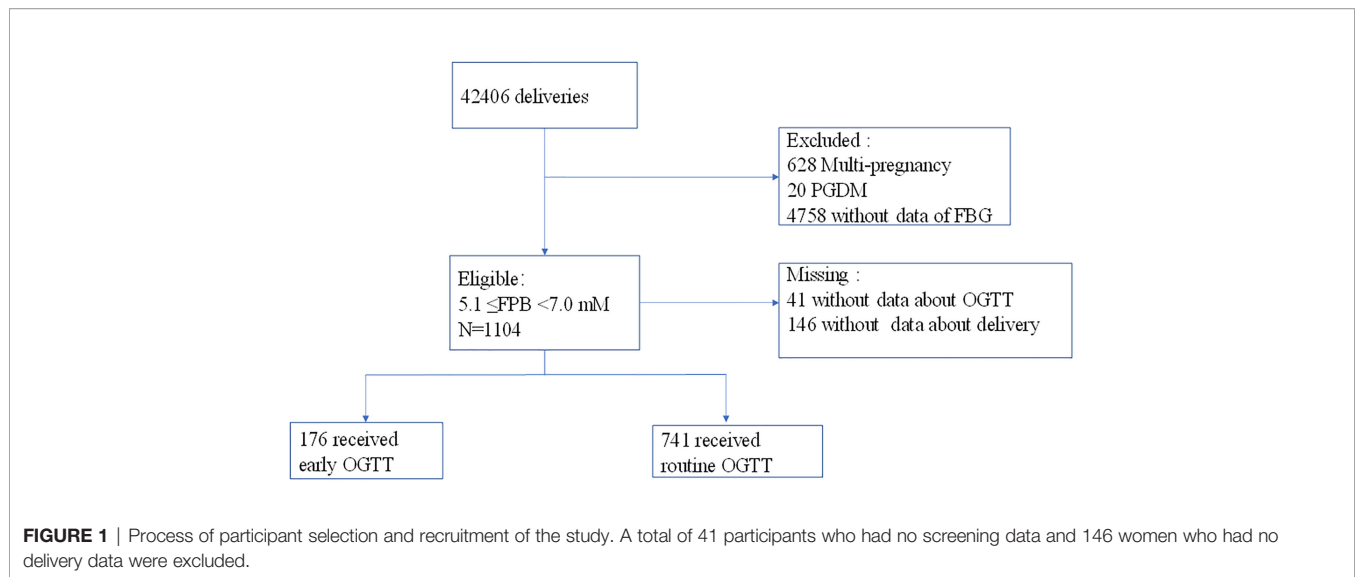 42406 deliveries
Excluded :
628 Multi-pregnancy
20 PGDM
4758 without data of FBG
Eligible:
5.1 ≤FPB <7.0 mM
N=1104
Missing :
41 without data about OGTT
146 without data about delivery
176 received
early OGTT
741 received
routine OGTT
FIGURE 1 | Process of participant selection and recruitment of the study. A total of 41 participants who had no screening data and 146 women who had no
delivery data were excluded.